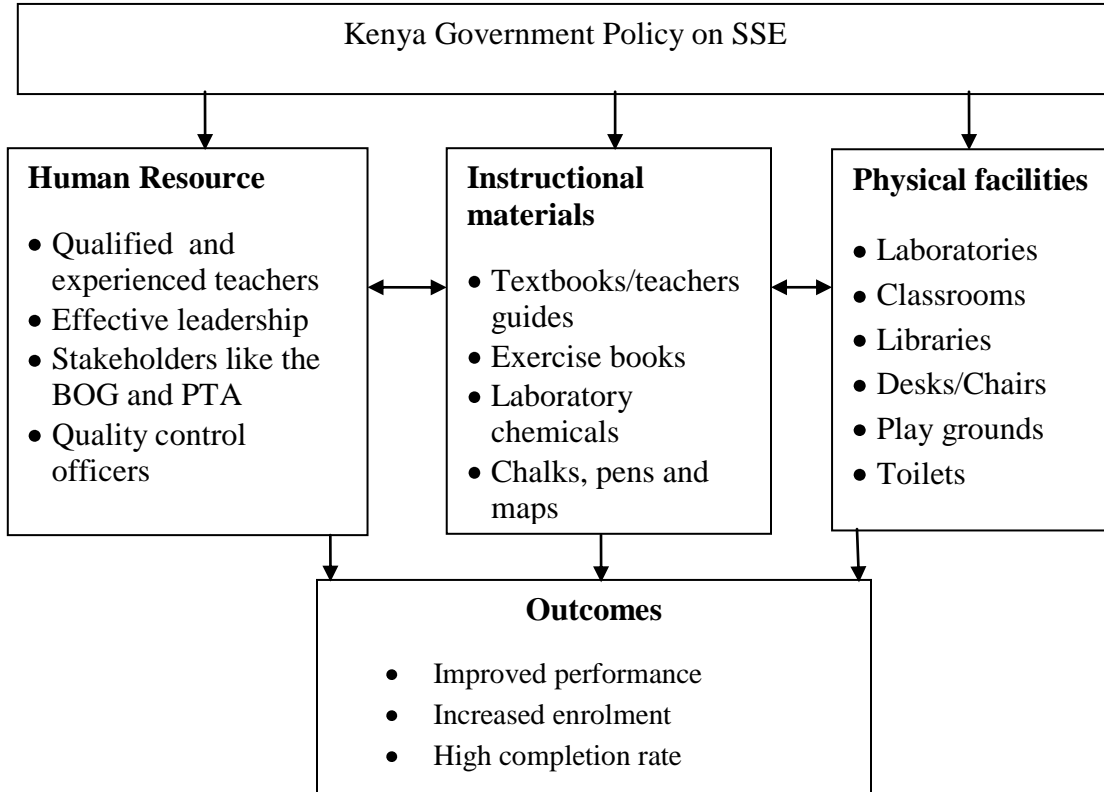 Kenya Government Policy on SSE
Human Resource
• Qualified and
experienced teachers
• Effective leadership
• Stakeholders like the
BOG and PTA
• Quality control
officers
Instructional
materials
• Textbooks/teachers
guides
• Exercise books
• Laboratory
chemicals
• Chalks, pens and
maps
Physical facilities
• Laboratories
• Classrooms
• Libraries
• Desks/Chairs
• Play grounds
• Toilets
Outcomes
• Improved performance
• Increased enrolment
• High completion rate